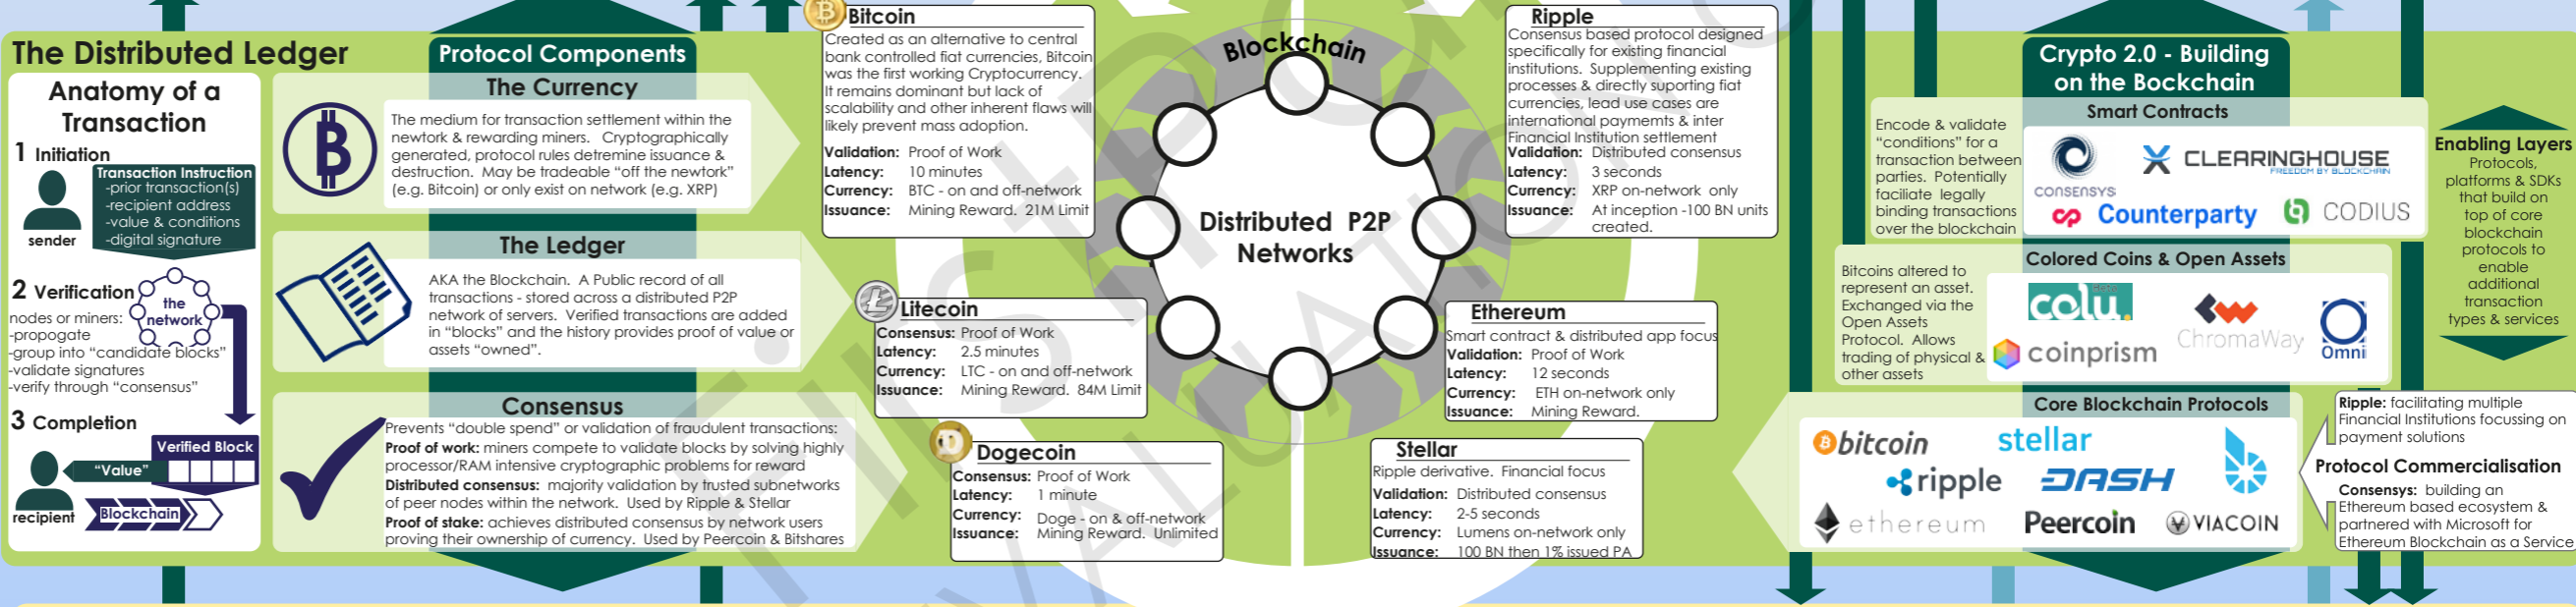 The Distributed Ledger
Anatomy of a
Transaction
1 Initiation
sender
Transaction Instruction
-prior transaction(s)
-recipient address
-value & conditions
-digital signature
2 Verification
the
network
nodes or miners:
-propogate
-group into “candidate blocks”
-validate signatures
-verify through “consensus”
3 Completion
Verified Block
“Value”
recipient
Blockchain
Protocol Components
The Currency
The medium for transaction settlement within the
newtork & rewarding miners. Cryptographically
generated, protocol rules detremine issuance &
destruction. May be tradeable “off the newtork”
(e.g. Bitcoin) or only exist on network (e.g. XRP)
The Ledger
AKA the Blockchain. A Public record of all
transactions - stored across a distributed P2P
network of servers. Verified transactions are added
in “blocks” and the history provides proof of value or
assets “owned”.
Consensus
Prevents “double spend” or validation of fraudulent transactions:
Proof of work: miners compete to validate blocks by solving highly
processor/RAM intensive cryptographic problems for reward
Distributed consensus: majority validation by trusted subnetworks
of peer nodes within the network. Used by Ripple & Stellar
Proof of stake: achieves distributed consensus by network users
proving their ownership of currency. Used by Peercoin & Bitshares
Bitcoin
Created as an alternative to central
bank controlled fiat currencies, Bitcoin
was the first working Cryptocurrency.
It remains dominant but lack of
scalability and other inherent flaws will
likely prevent mass adoption.
Validation: Proof of Work
Latency: 10 minutes
Currency: BTC - on and off-network
Issuance: Mining Reward. 21M Limit
Litecoin
Consensus: Proof of Work
Latency: 2.5 minutes
Currency: LTC - on and off-network
Issuance: Mining Reward. 84M Limit
Dogecoin
Consensus: Proof of Work
Latency: 1 minute
Currency: Doge - on & off-network
Issuance: Mining Reward. Unlimited
Blockchain
Distributed P2P
Networks
Ripple
Consensus based protocol designed
specifically for existing financial
institutions. Supplementing existing
processes & directly suporting fiat
currencies, lead use cases are
international payments & inter
Financial Institution settlement
Validation: Distributed consensus
Latency: 3 seconds
Currency: XRP on-network only
Issuance: At inception -100 BN units
created.
Ethereum
Smart contract & distributed app focus
Validation: Proof of Work
Latency: 12 seconds
Currency: ETH on-network only
Issuance: Mining Reward.
Stellar
Ripple derivative. Financial focus
Validation: Distributed consensus
Latency: 2-5 seconds
Currency: Lumens on-network only
Issuance: 100 BN then 1% issued PA
Crypto 2.0 - Building
on the Bockchain
Smart Contracts
Encode & validate
“conditions” for a
transaction between
parties. Potentially
faciliate legally
binding transactions
over the blockchain
CONSENSYS
CLEARINGHOUSE
FREEDOM BY BLOCKCHAIN
Counterparty
CODIUS
Colored Coins & Open Assets
Bitcoins altered to
represent an asset.
Exchanged via the
Open Assets
Protocol. Allows
trading of physical &
other assets
colu
beta
ChromaWay
Omni
coinprism
Core Blockchain Protocols
bitcoin
stellar
ripple
DASH
ethereum
Peercoin
VIACOIN
Enabling Layers
Protocols,
platforms & SDKs
that build on
top of core
blockchain
protocols to
enable
additional
transaction
types & services
Ripple: facilitating multiple
Financial Institutions focussing on
payment solutions
Protocol Commercialisation
Consensys: building an
Ethereum based ecosystem &
partnered with Microsoft for
Ethereum Blockchain as a Service